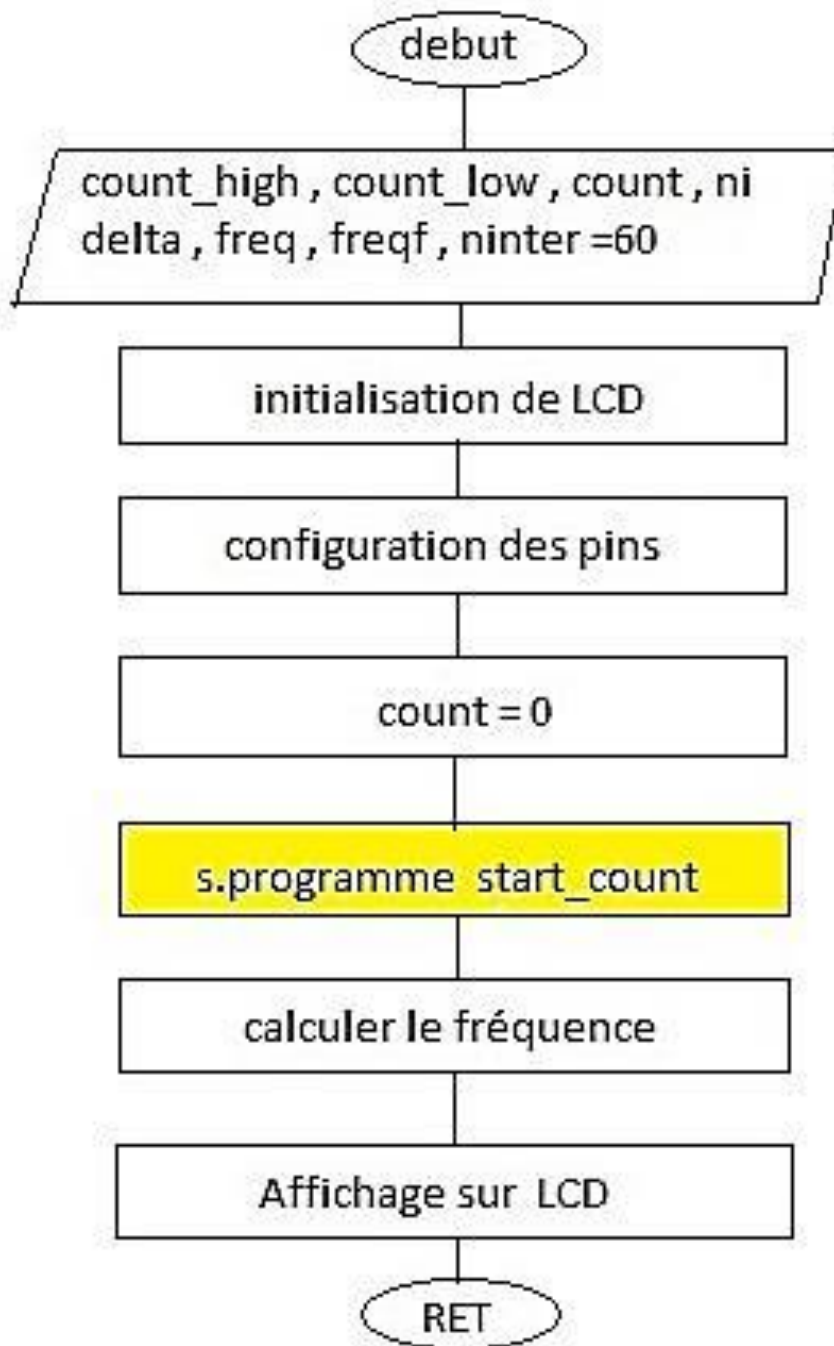 debut
count_high , count_low , count , ni
delta , freq , freqf , ninter =60
initialisation de LCD
configuration des pins
count = 0
s.programme start_count
calculer le fréquence
Affichage sur LCD
RET